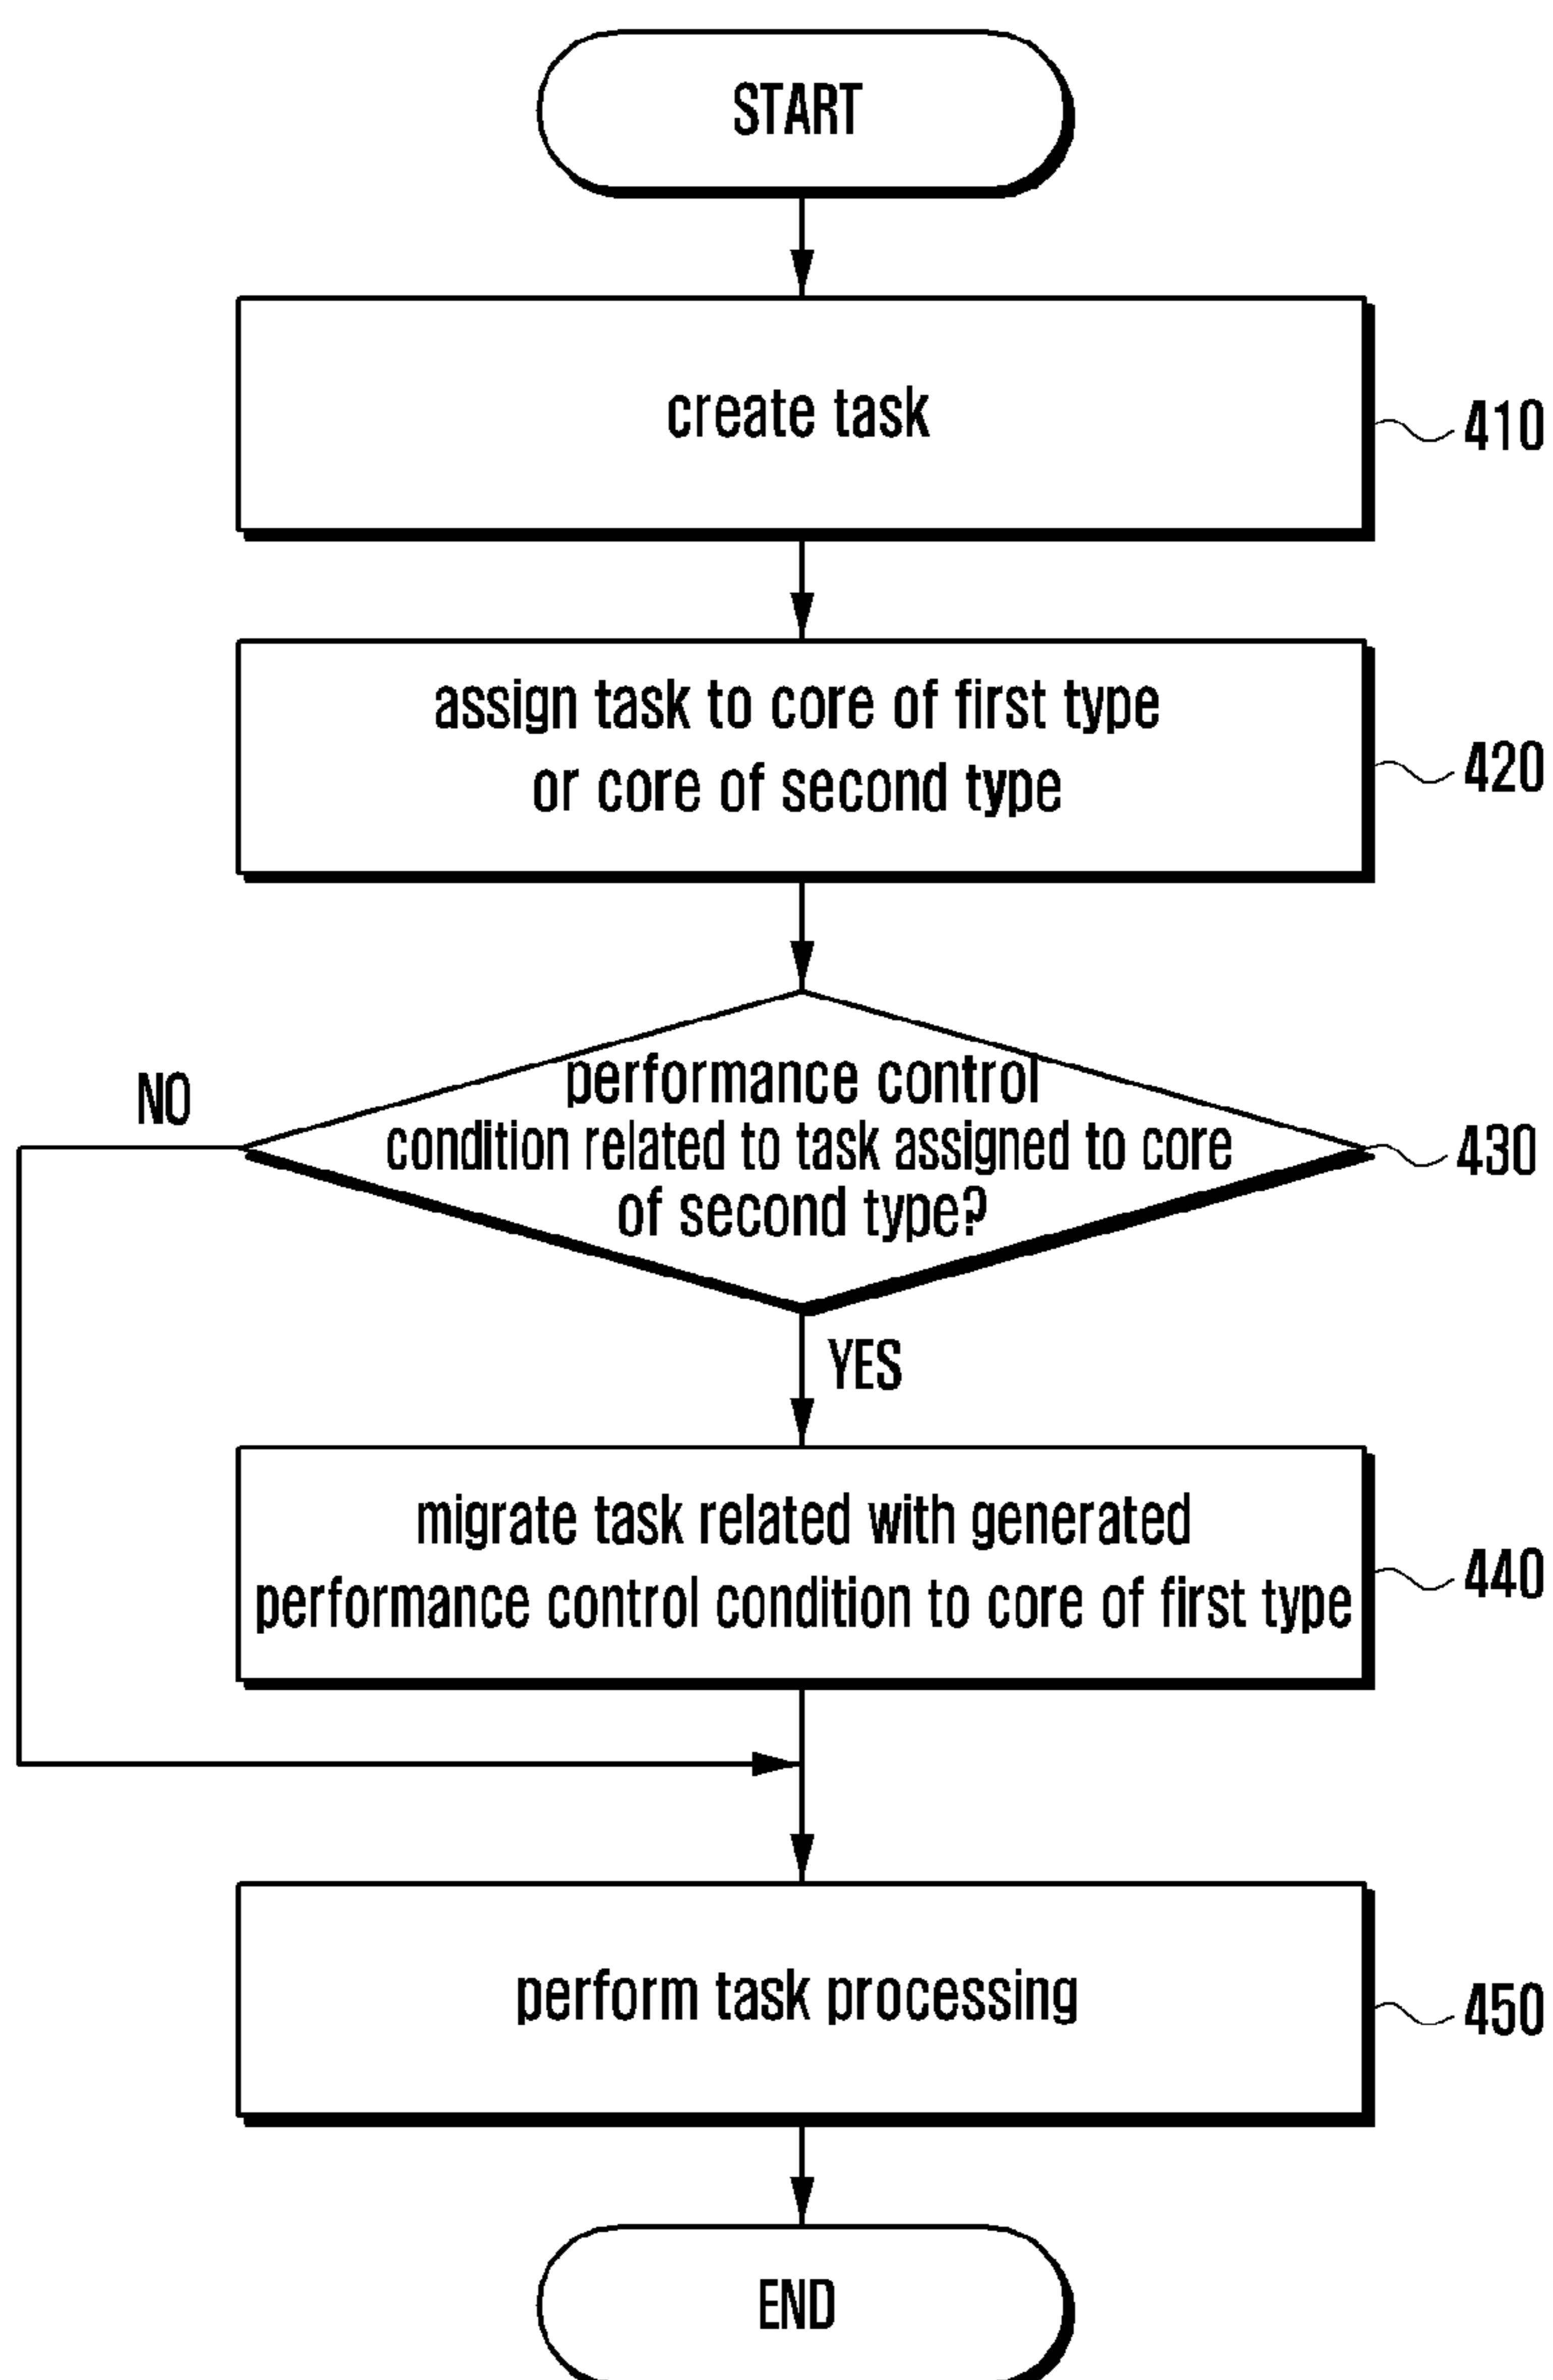 START
create task
410
assign task to core of first type
or core of second type
420
performance control
condition related to task assigned to core
of second type?
430
NO
YES
migrate task related with generated
performance control condition to core of first type
440
perform task processing
450
END